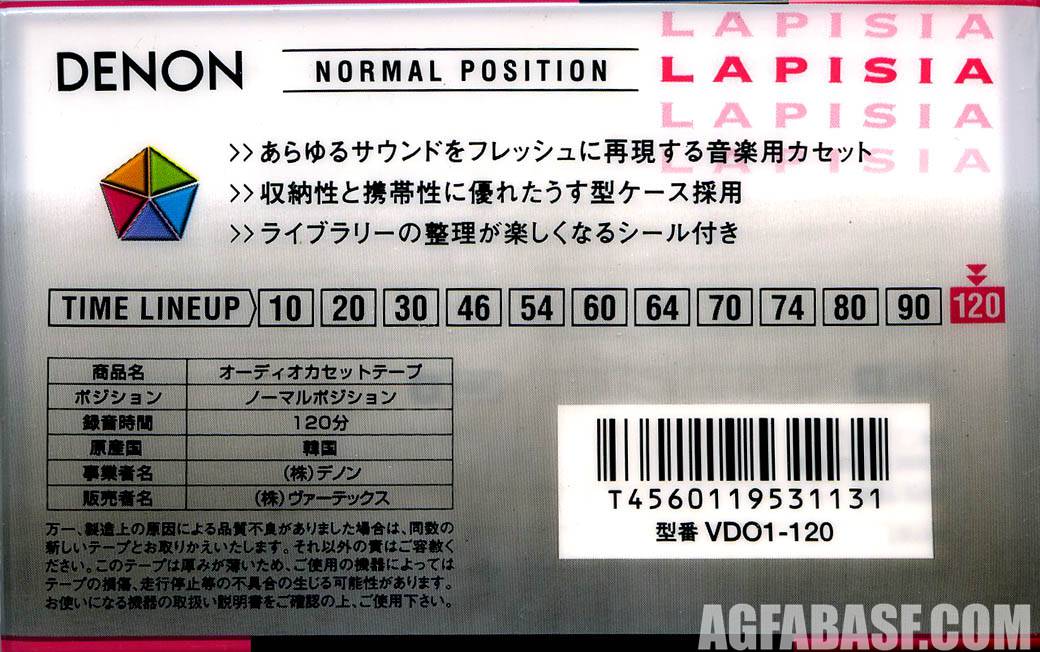 LAPISIA
DENON
NORMAL POSITION
LAPISIA
LAPISIA
>>あらゆるサウンドをフレッシュに再現する音楽用カセット
LAPISIA
>>収納性と携帯性に優れたうす型ケース採用
>>ライブラリーの整理が楽しくなるシール付き
TIME LINEUP 10 20 30 46 54 60 64 70 74 80 90 120
商品名 オーディオカセットテープ
ポジション ノーマルポジション
録音時間 120分
原産国 韓国
事業者名 (株)デノン
販売者名 (株)ヴァーテックス
T4560119531131
型番 VDO1-120
万一、製造上の原因による品質不良がありました場合は、同数の
新しいテープとお取りかえいたします。それ以外の責はご容赦く
ださい。このテープは厚みが薄いため、ご使用の機器によっては
テープの損傷、走行停止等の不具合の生じる可能性があります。
お使いになる機器の取扱い説明書をご確認の上、ご使用下さい。
AGFABASF.COM